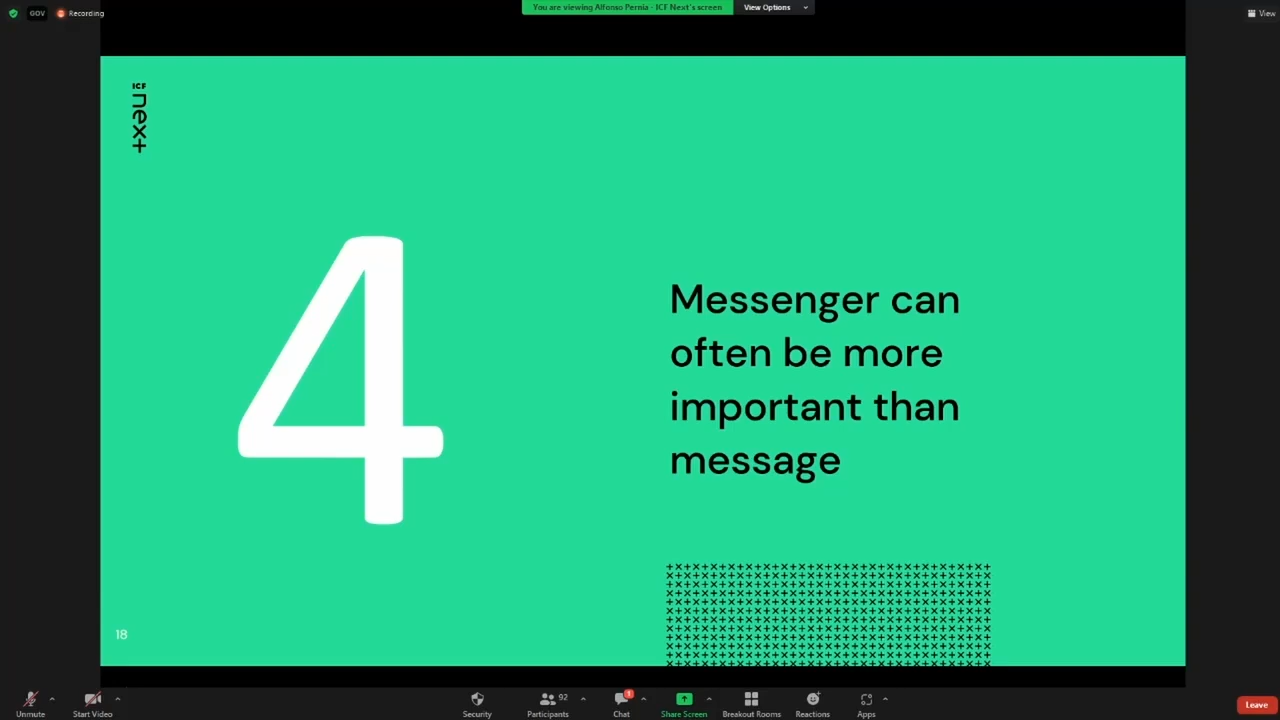 GOV
Recording
You are viewing Alfonso Pernia - ICF Next's screen
View Options
View
ICF
next
4
Messenger can
often be more
important than
message
18
Unmute
Start Video
Security
92
Participants
Chat
Share Screen
Breakout Rooms
Reactions
Apps
Leave